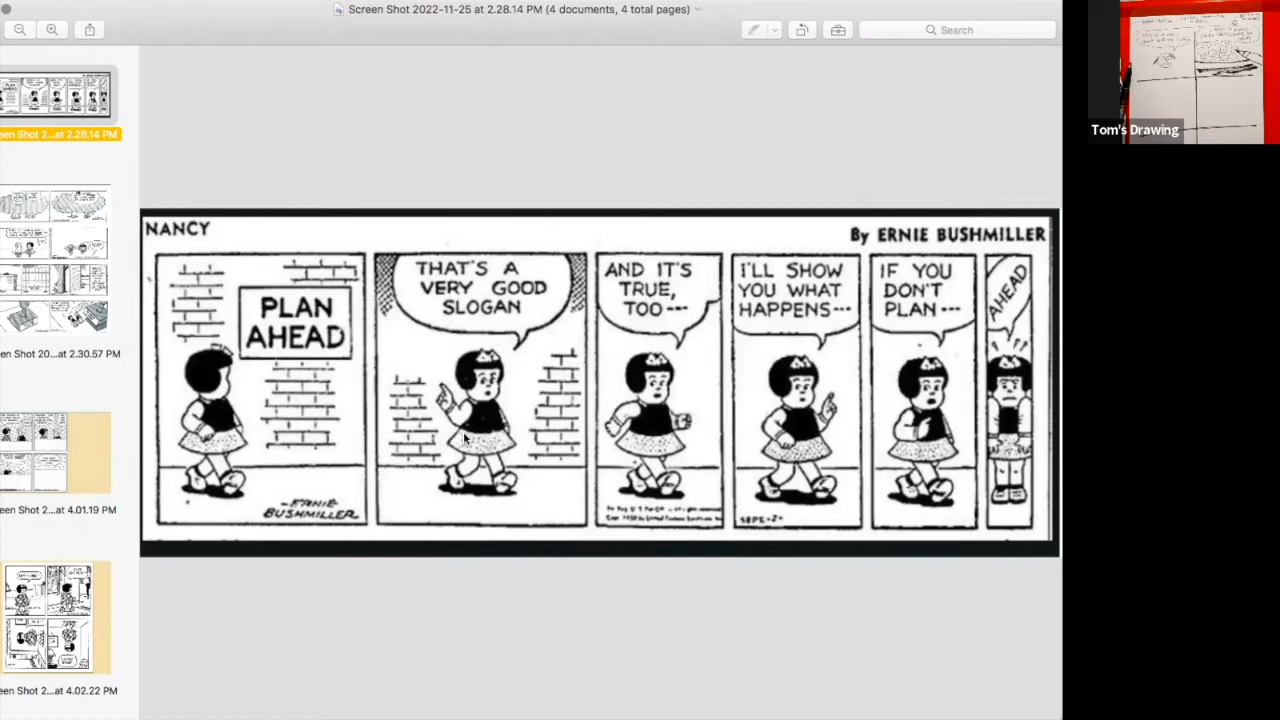 Screen Shot 2022-11-25 at 2.28.14 PM (4 documents, 4 total pages)
Search
een Shot 2...at 2.28.14 PM
een Shot 20...at 2.30.57 PM
een Shot 2...at 4.01.19 PM
een Shot 2...at 4.02.22 PM
Tom's Drawing
NANCY
By ERNIE BUSHMILLER
PLAN
AHEAD
—ERNIE
BUSHMILLER—
THAT'S A
VERY GOOD
SLOGAN
AND IT'S
TRUE,
TOO---
I'LL SHOW
YOU WHAT
HAPPENS---
SEPT-2-
IF YOU
DON'T
PLAN---
AHEAD